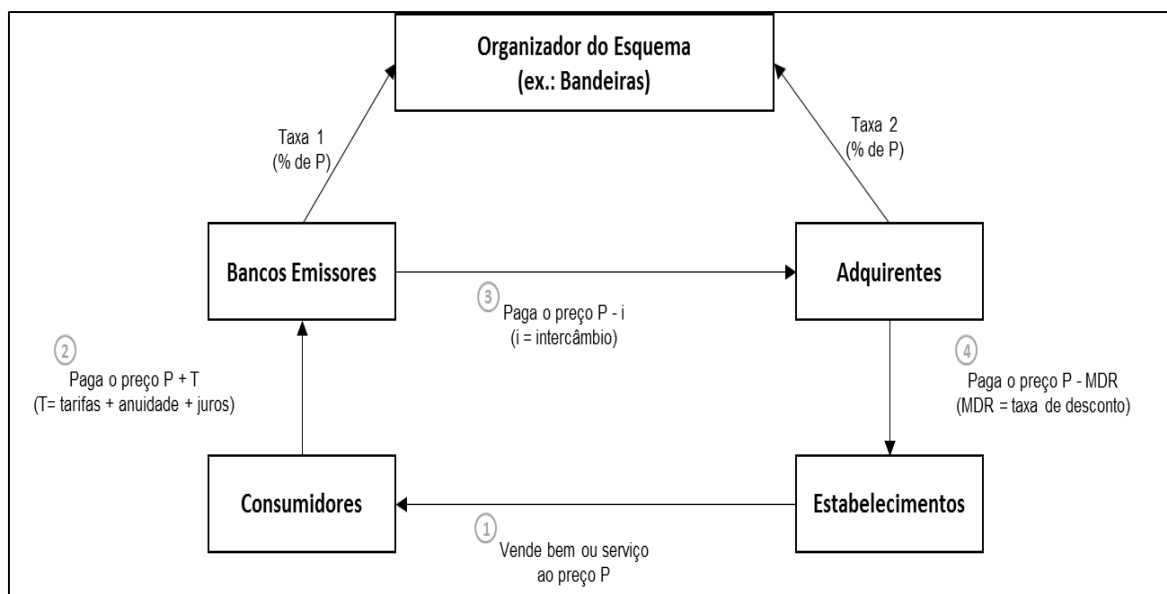 Organizador do Esquema
(ex.: Bandeiras)
Taxa 1
(% de P)
Taxa 2
(% de P)
Bancos Emissores
Adquirentes
3
Paga o preço P - i
(i = intercâmbio)
2
Paga o preço P + T
(T= tarifas + anuidade + juros)
4
Paga o preço P - MDR
(MDR = taxa de desconto)
Consumidores
Estabelecimentos
1
Vende bem ou serviço
ao preço P